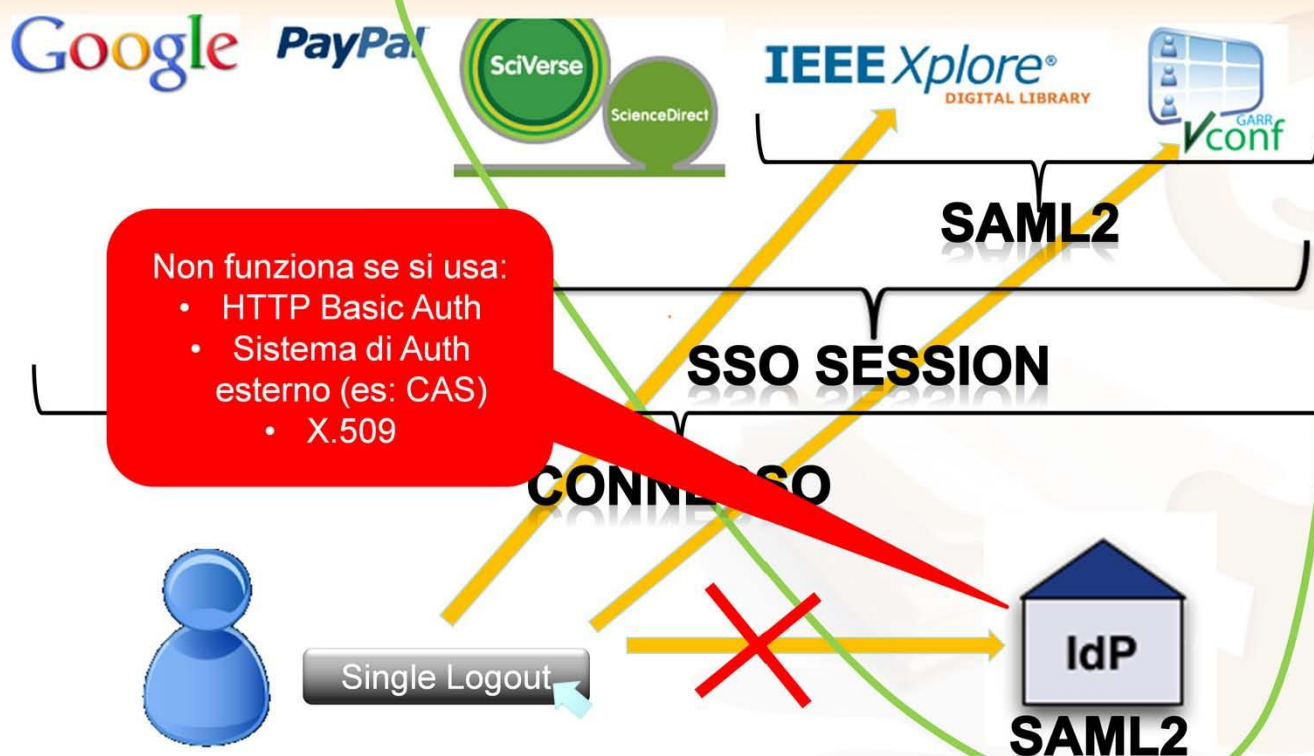 Google
PayPal
SciVerse
ScienceDirect
IEEE Xplore®
DIGITAL LIBRARY
GARR
Vconf
SAML2
Non funziona se si usa:
• HTTP Basic Auth
• Sistema di Auth
esterno (es: CAS)
• X.509
SSO SESSION
Single Logout
IdP
SAML2